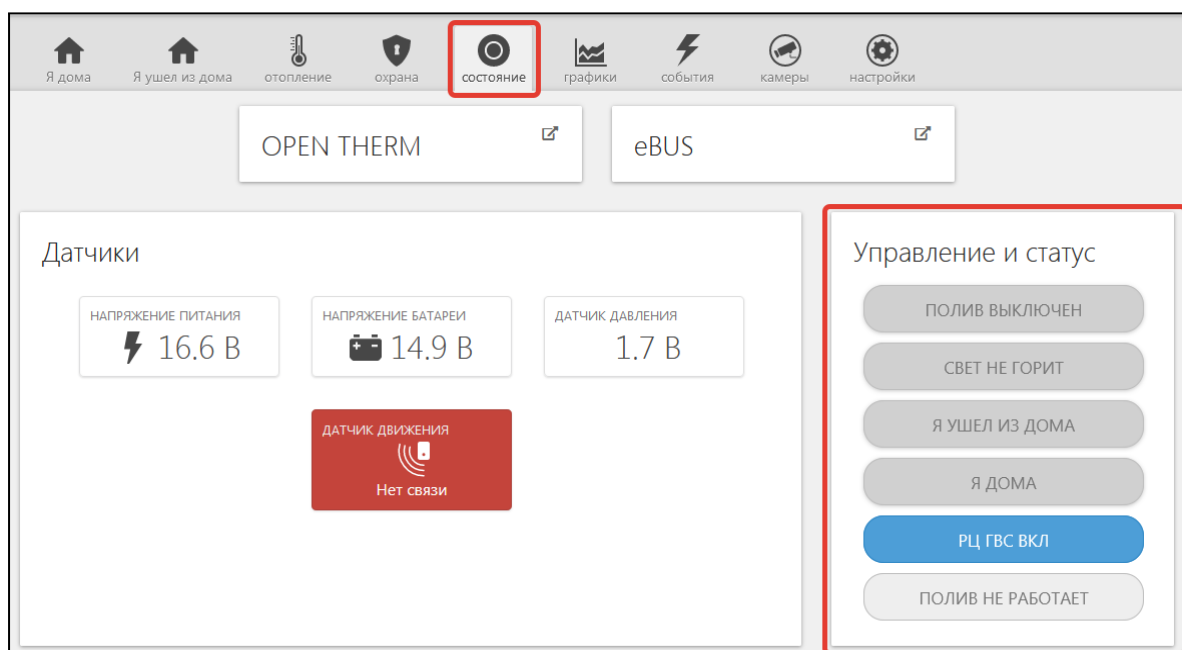 Я дома
Я ушел из дома
отопление
охрана
состояние
графики
события
камеры
настройки
OPEN THERM
eBUS
Датчики
НАПРЯЖЕНИЕ ПИТАНИЯ
16.6 В
НАПРЯЖЕНИЕ БАТАРЕИ
14.9 В
ДАТЧИК ДАВЛЕНИЯ
1.7 В
ДАТЧИК ДВИЖЕНИЯ
Нет связи
Управление и статус
ПОЛИВ ВЫКЛЮЧЕН
СВЕТ НЕ ГОРИТ
Я УШЕЛ ИЗ ДОМА
Я ДОМА
РЦ ГВС ВКЛ
ПОЛИВ НЕ РАБОТАЕТ